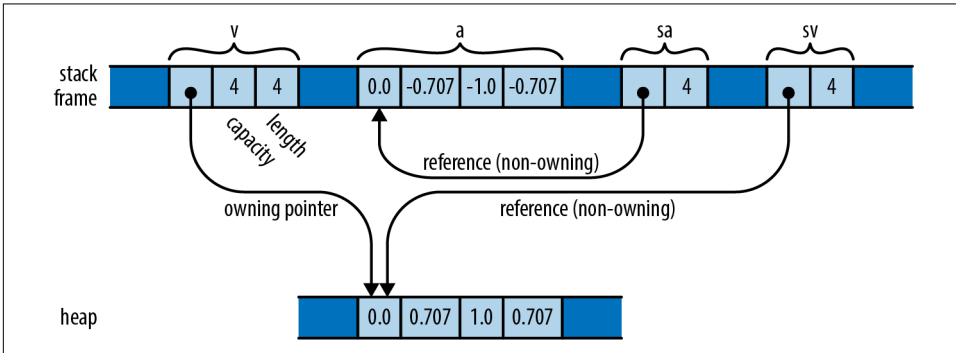 v a sa sv
stack frame
4 4 0.0 -0.707 -1.0 -0.707 4 4
capacity
length
reference (non-owning)
owning pointer
reference (non-owning)
heap
0.0 0.707 1.0 0.707